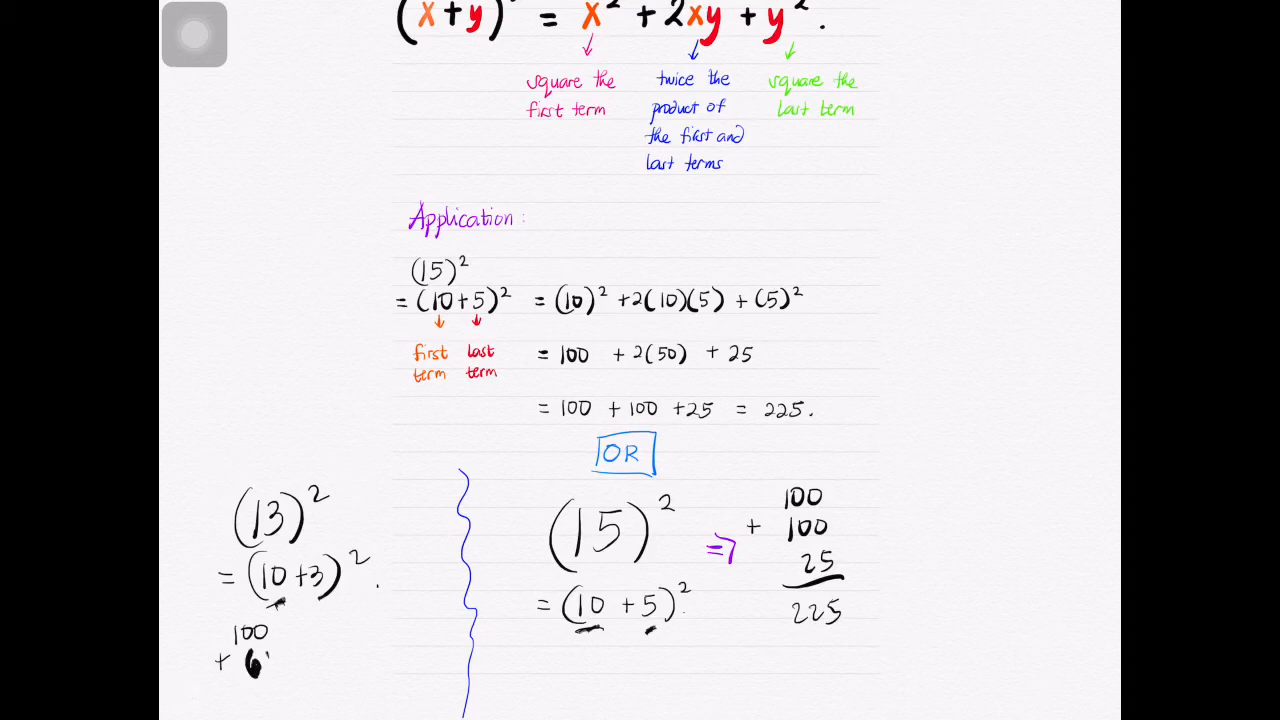 (x+y)² = x² + 2xy + y².
square the first term
twice the product of the first and last terms
square the last term
Application:
(15)²
= (10+5)² = (10)² + 2(10)(5) + (5)²
first term
last term
= 100 + 2(50) + 25
= 100 + 100 + 25 = 225.
OR
(13)²
= (10+3)².
100
+ 6
(15)² ⇒
= (10 + 5)²
100
+ 100
25
225